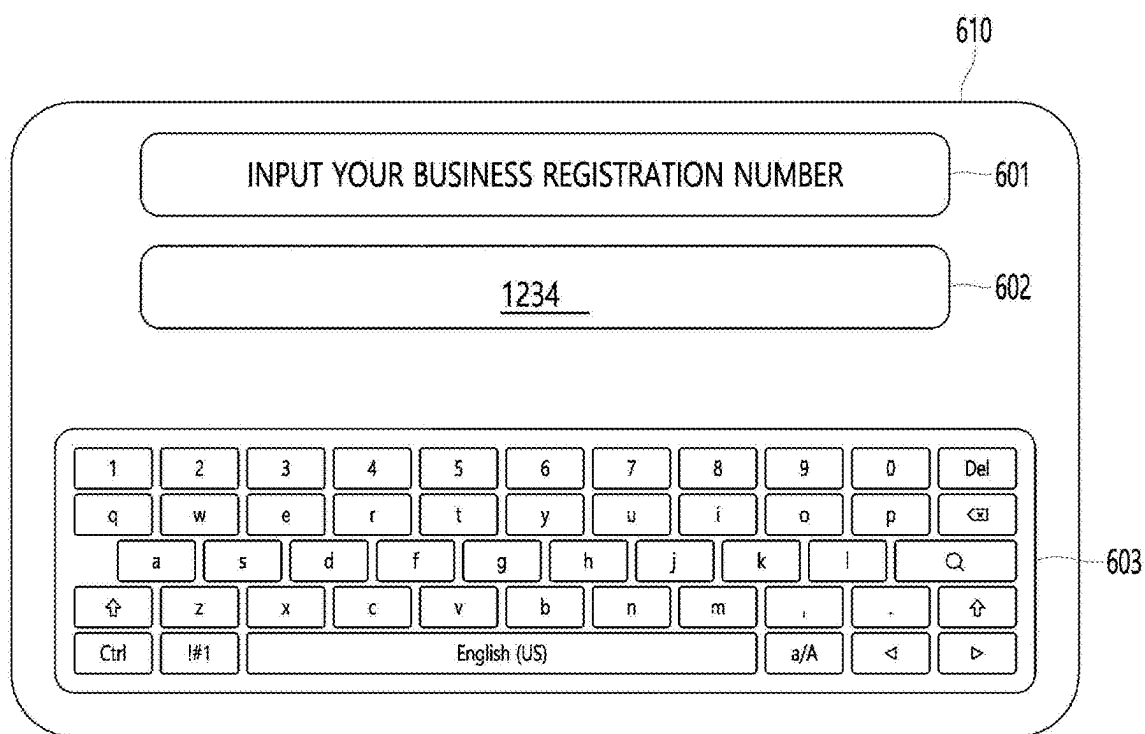 610
INPUT YOUR BUSINESS REGISTRATION NUMBER
601
1234
602
1 2 3 4 5 6 7 8 9 0 Del
q w e r t y u i o p
a s d f g h j k l
603
z x c v b n m , .
Ctrl !#1 English (US) a/A